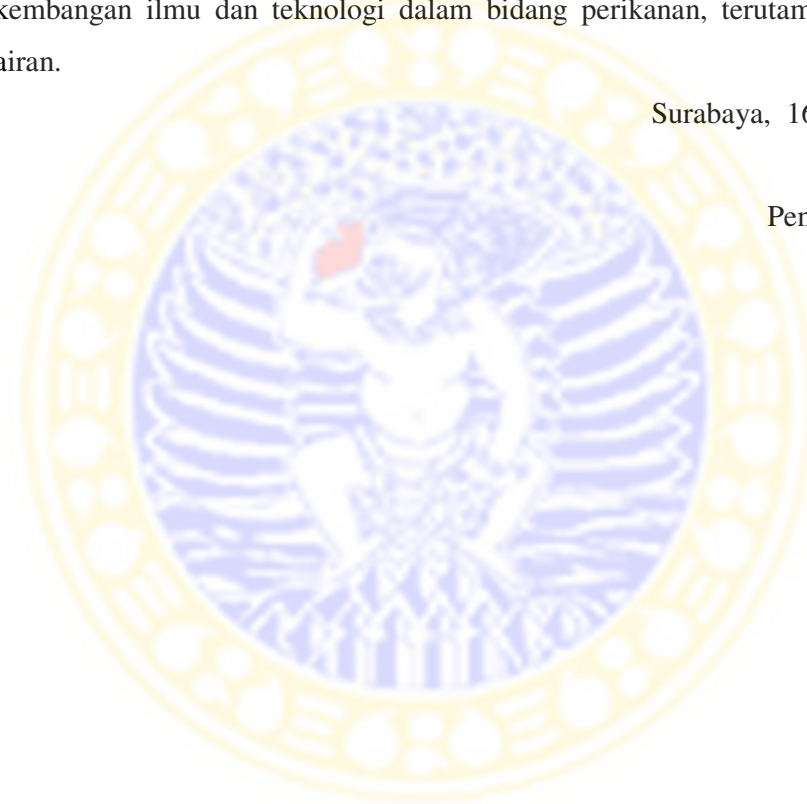 kembangan ilmu dan teknologi dalam bidang perikanan, terutam
airan.
Surabaya, 16
Pen